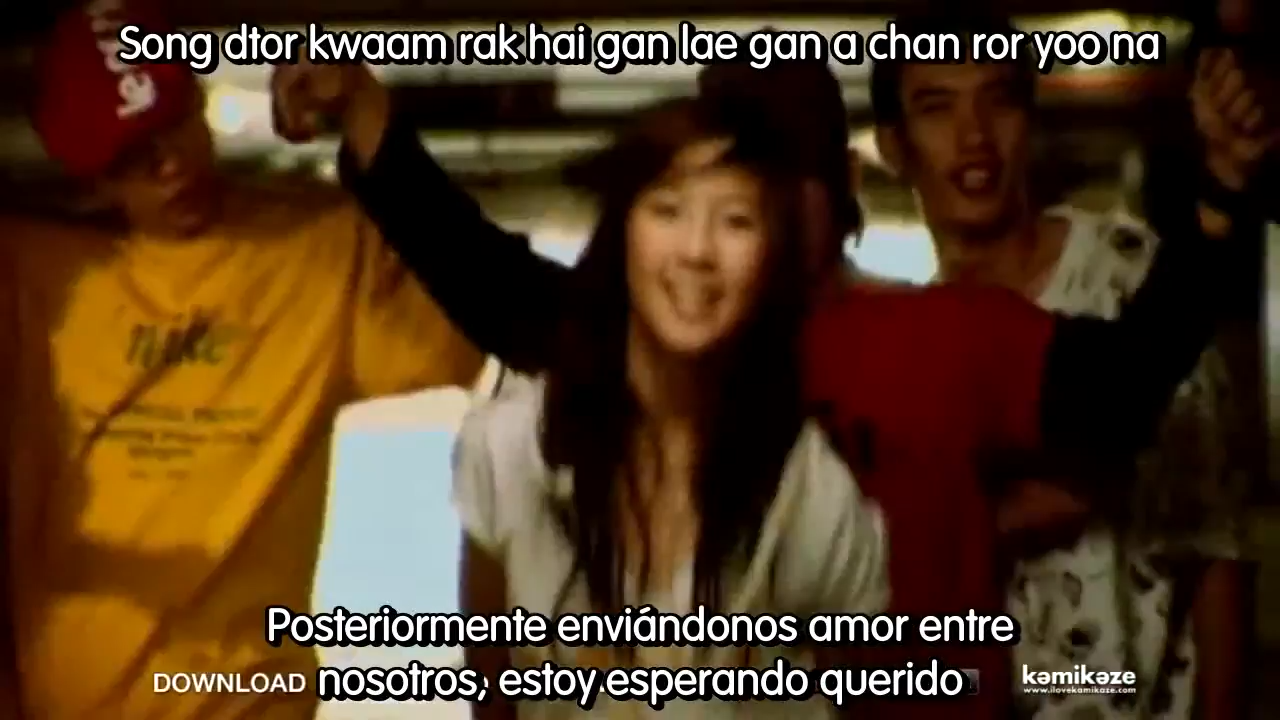 Song dtor kwaam rak hai gan lae gan a chan ror yoo na
nike
Posteriormente enviándonos amor entre
nosotros, estoy esperando querido
DOWNLOAD
kamikaze
www.ilovekamikaze.com